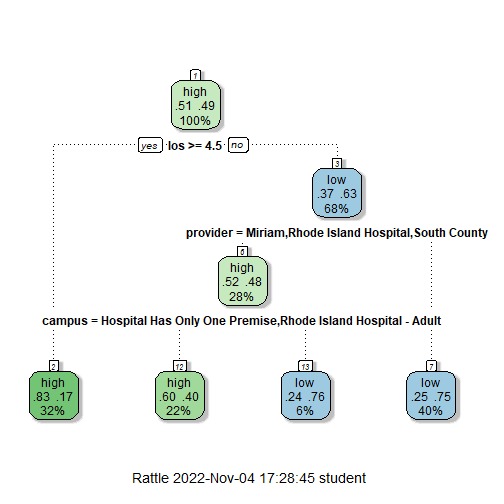 1
high
.51 .49
100%
yes los >= 4.5 no
3
low
.37 .63
68%
provider = Miriam,Rhode Island Hospital,South County
6
high
.52 .48
28%
campus = Hospital Has Only One Premise,Rhode Island Hospital - Adult
2
high
.83 .17
32%
12
high
.60 .40
22%
13
low
.24 .76
6%
7
low
.25 .75
40%
Rattle 2022-Nov-04 17:28:45 student